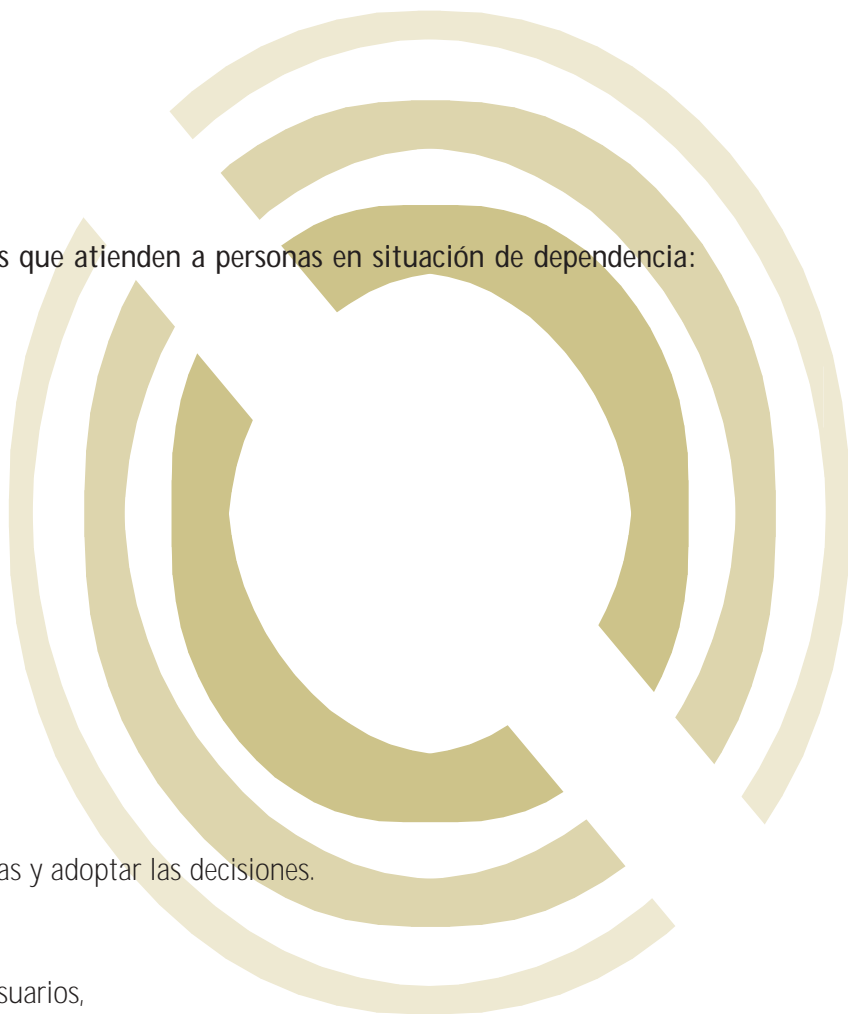 s que atienden a personas en situación de dependencia:
as y adoptar las decisiones.
suarios,